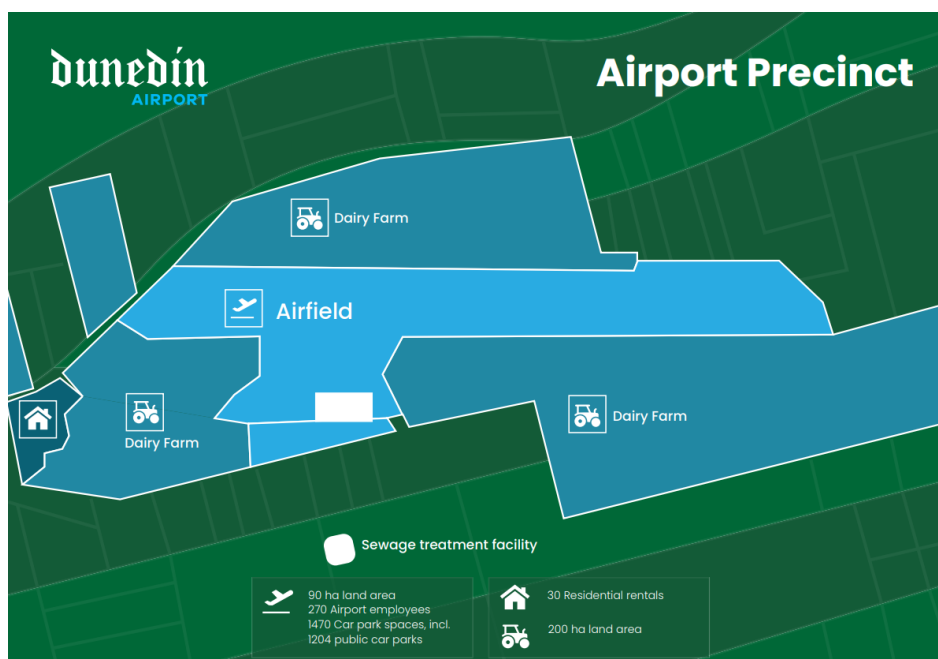 dunedin
AIRPORT
Airport Precinct
Dairy Farm
Airfield
Dairy Farm
Dairy Farm
Sewage treatment facility
90 ha land area
270 Airport employees
1470 Car park spaces, incl.
1204 public car parks
30 Residential rentals
200 ha land area